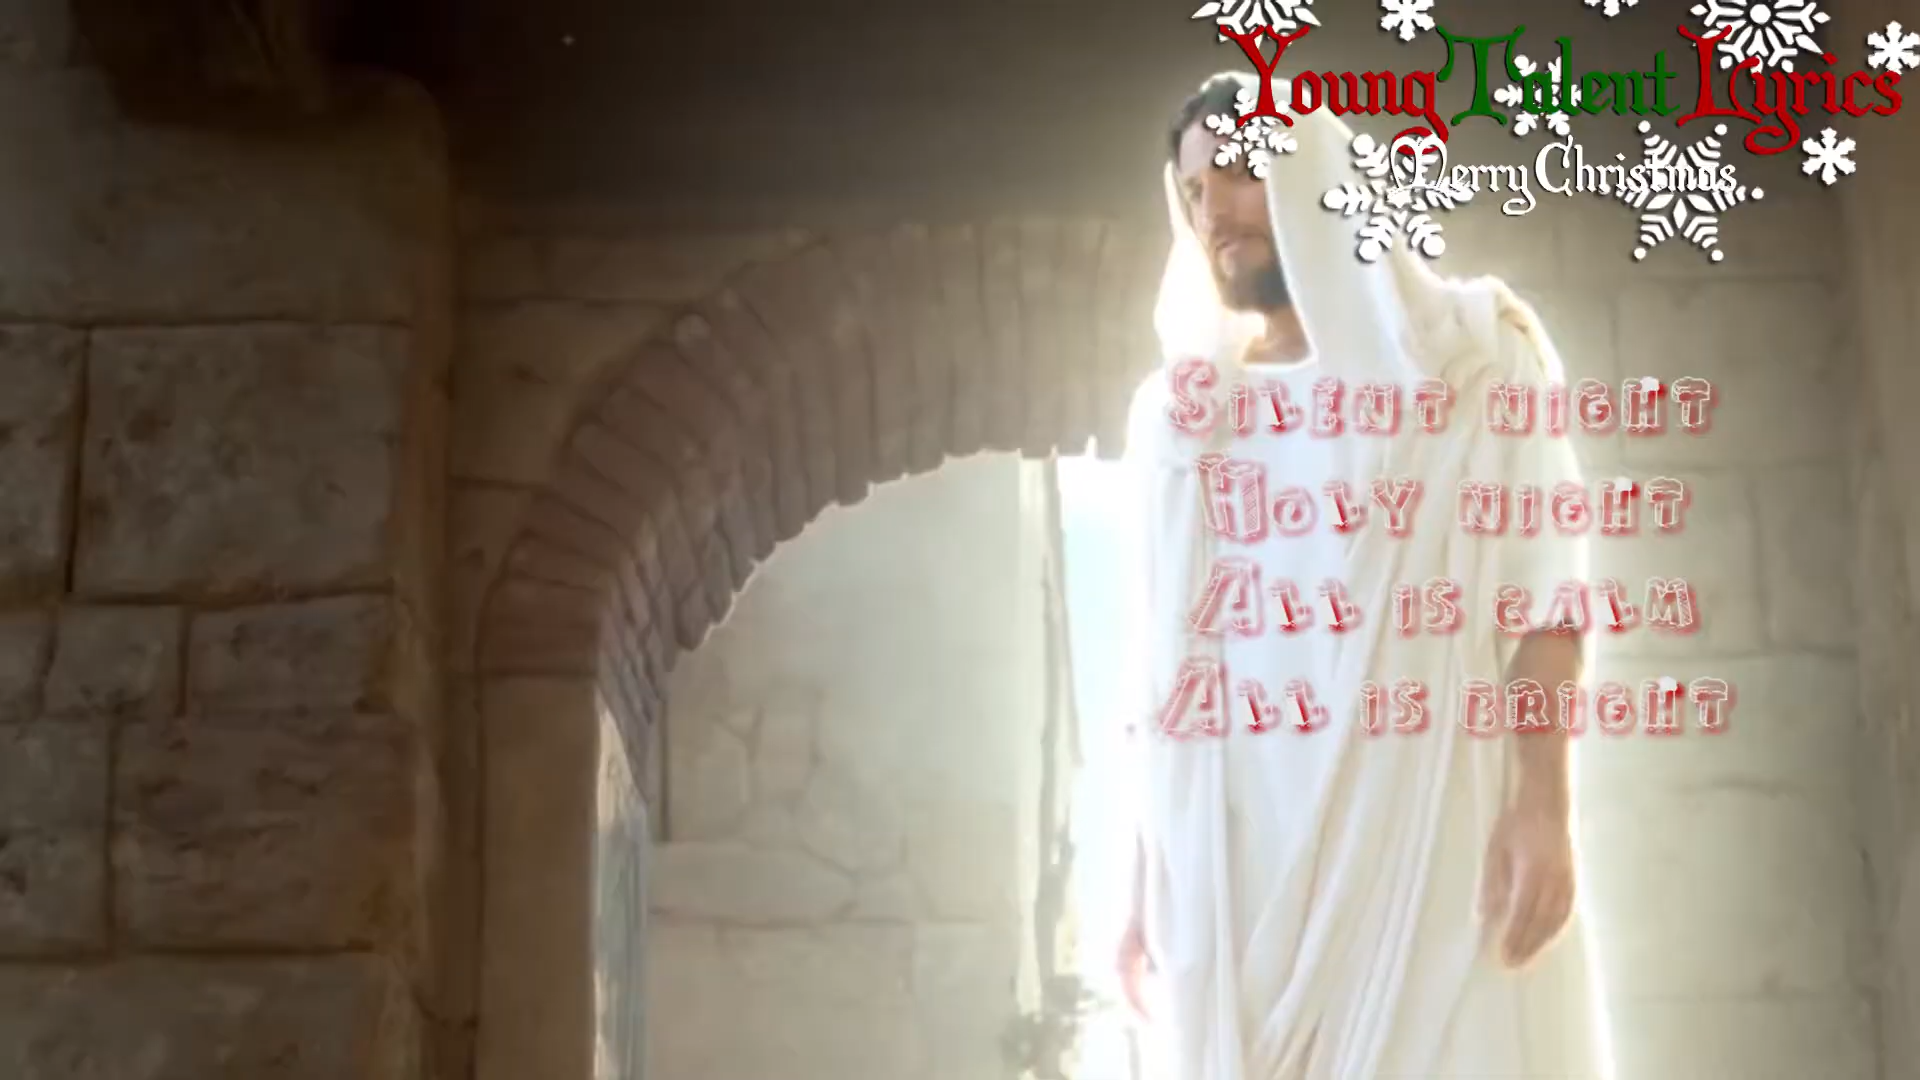 Young Talent Lyrics
Merry Christmas
Silent night
Holy night
All is calm
All is bright